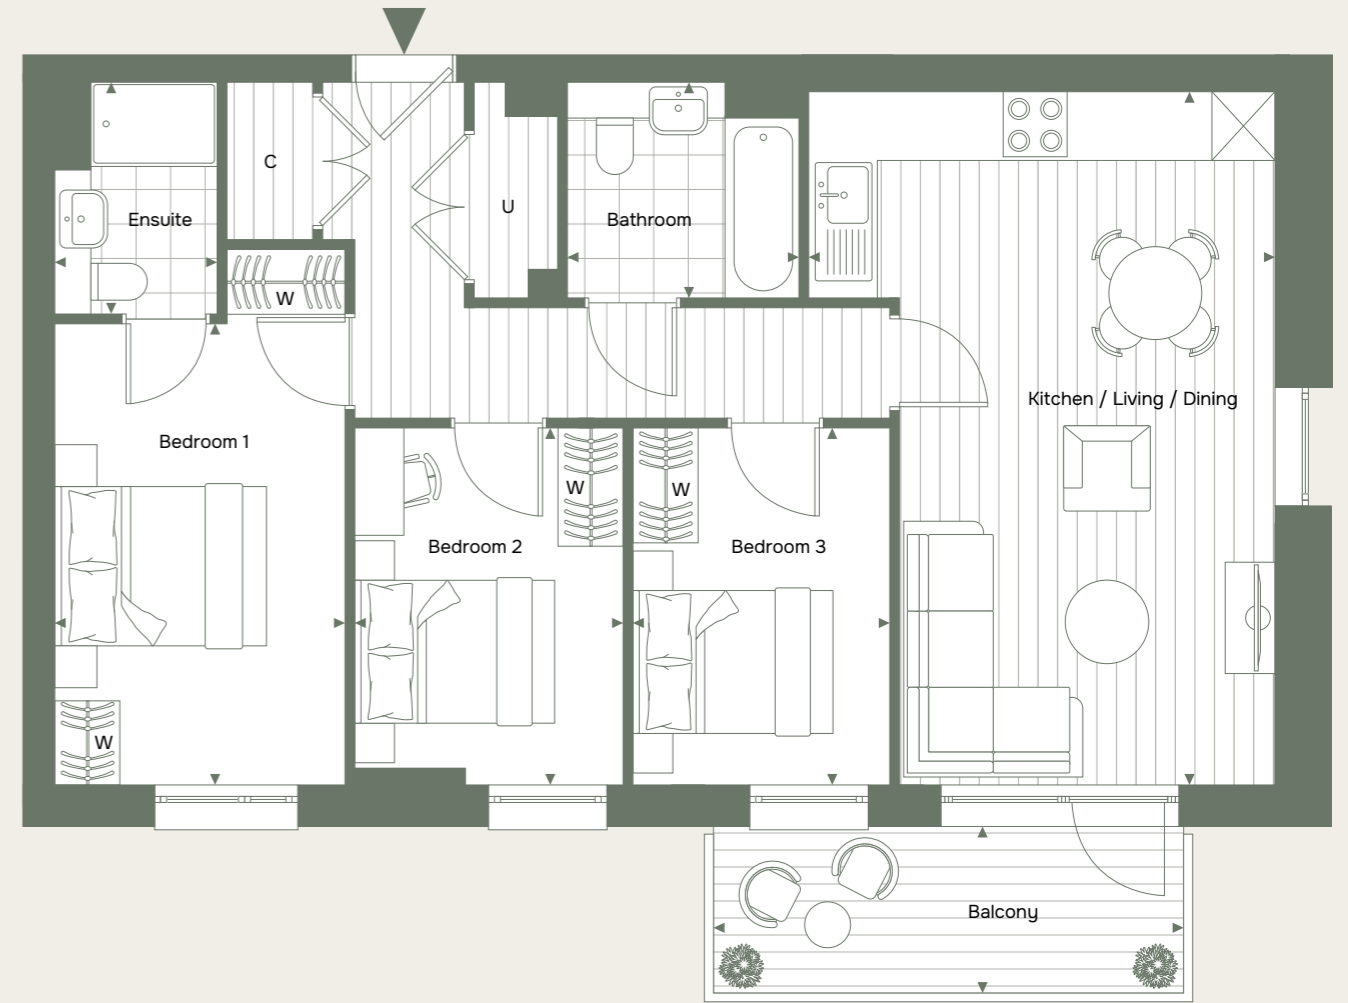 C
Ensuite
U
Bathroom
W
Kitchen / Living / Dining
Bedroom 1
W
W
Bedroom 2
Bedroom 3
W
Balcony